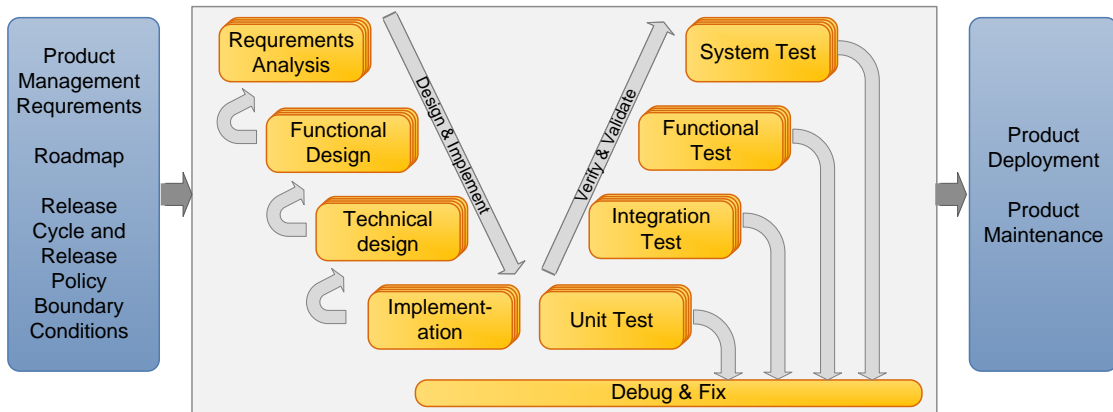 Product
Management
Requrements
Roadmap
Release
Cycle and
Release
Policy
Boundary
Conditions
Requrements
Analysis
Functional
Design
Technical
design
Implement-
ation
Design & Implement
Verify & Validate
System Test
Functional
Test
Integration
Test
Unit Test
Debug & Fix
Product
Deployment
Product
Maintenance